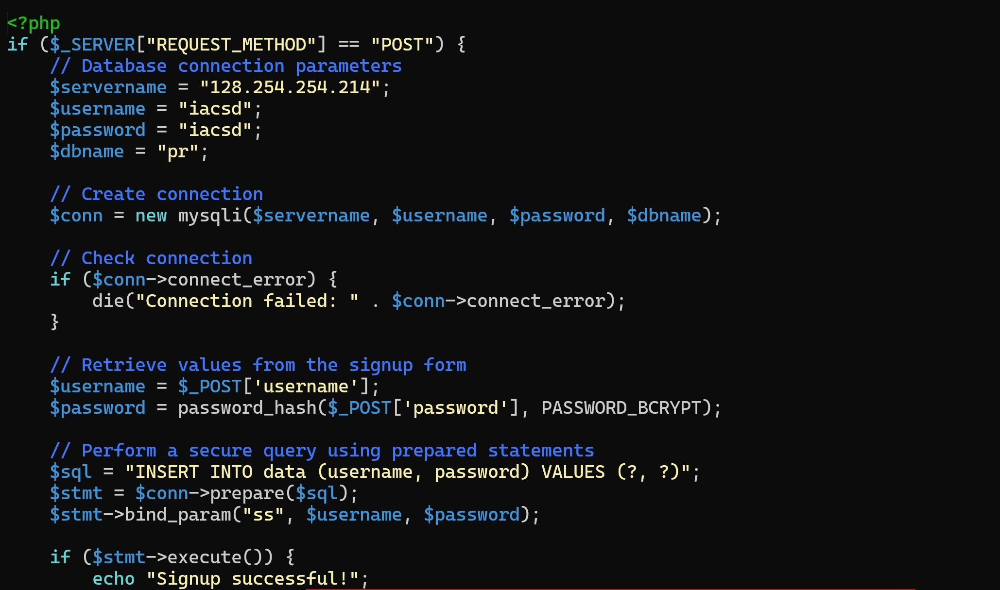 <?php
if ($_SERVER["REQUEST_METHOD"] == "POST") {
    // Database connection parameters
    $servername = "128.254.254.214";
    $username = "iacsd";
    $password = "iacsd";
    $dbname = "pr";

    // Create connection
    $conn = new mysqli($servername, $username, $password, $dbname);

    // Check connection
    if ($conn->connect_error) {
        die("Connection failed: " . $conn->connect_error);
    }

    // Retrieve values from the signup form
    $username = $_POST['username'];
    $password = password_hash($_POST['password'], PASSWORD_BCRYPT);

    // Perform a secure query using prepared statements
    $sql = "INSERT INTO data (username, password) VALUES (?, ?)";
    $stmt = $conn->prepare($sql);
    $stmt->bind_param("ss", $username, $password);

    if ($stmt->execute()) {
        echo "Signup successful!";